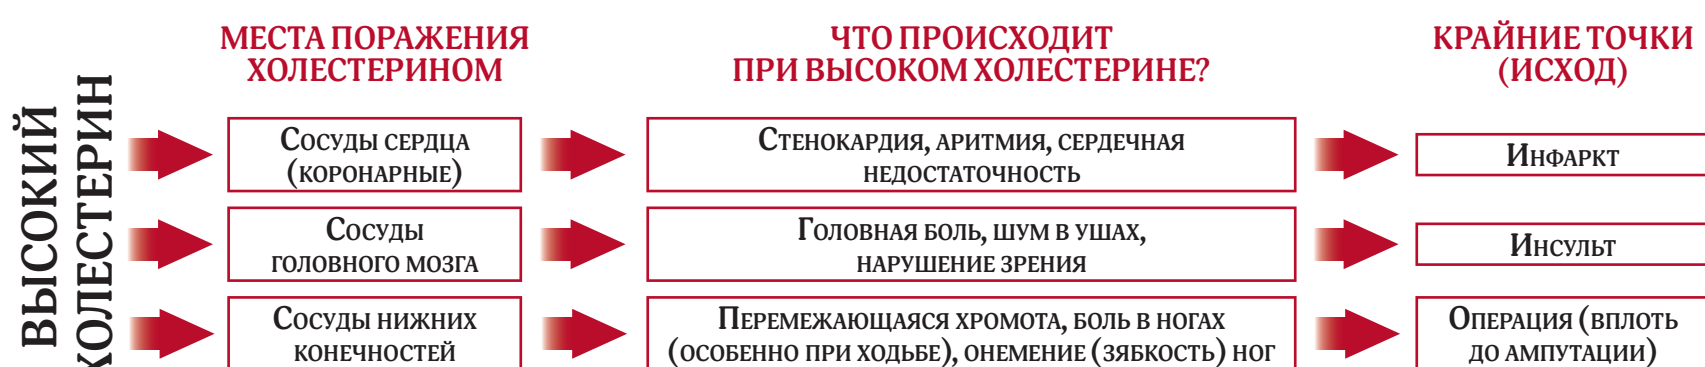 ВЫСОКИЙ
ХОЛЕСТЕРИН
МЕСТА ПОРАЖЕНИЯ
ХОЛЕСТЕРИНОМ
ЧТО ПРОИСХОДИТ
ПРИ ВЫСОКОМ ХОЛЕСТЕРИНЕ?
КРАЙНИЕ ТОЧКИ
(ИСХОД)
Сосуды сердца
(коронарные)
Стенокардия, аритмия, сердечная
недостаточность
Инфаркт
Сосуды
головного мозга
Головная боль, шум в ушах,
нарушение зрения
Инсульт
Сосуды нижних
конечностей
Перемежающаяся хромота, боль в ногах
(особенно при ходьбе), онемение (зябкость) ног
Операция (вплоть
до ампутации)